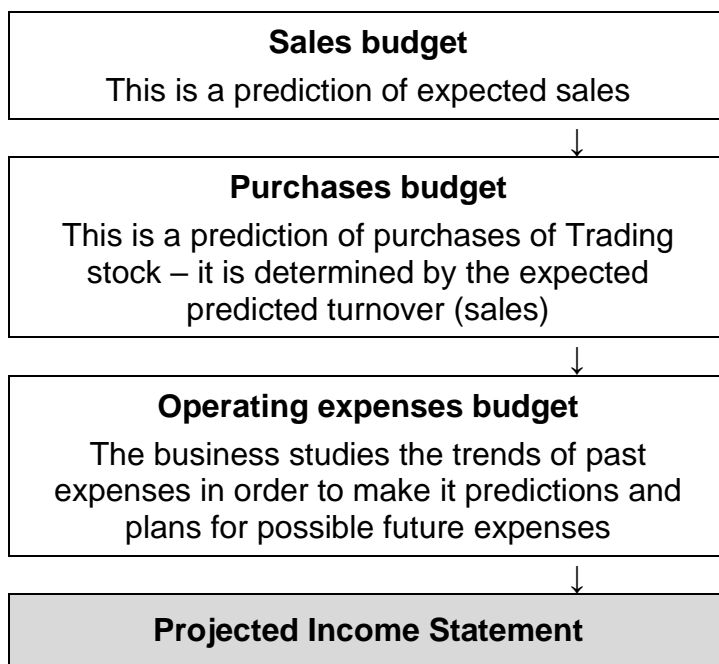 Sales budget
This is a prediction of expected sales
↓
Purchases budget
This is a prediction of purchases of Trading
stock – it is determined by the expected
predicted turnover (sales)
↓
Operating expenses budget
The business studies the trends of past
expenses in order to make it predictions and
plans for possible future expenses
↓
Projected Income Statement